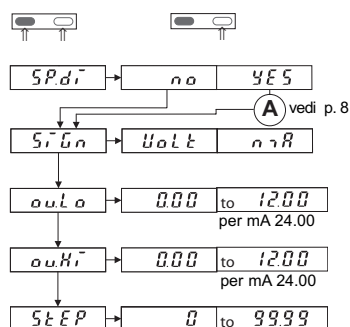 SP.di no YES
A vedi p. 8
SiGn VoLt mA
ou.Lo 0.00 to 12.00
per mA 24.00
ou.Hi 0.00 to 12.00
per mA 24.00
StEP 0 to 99.99